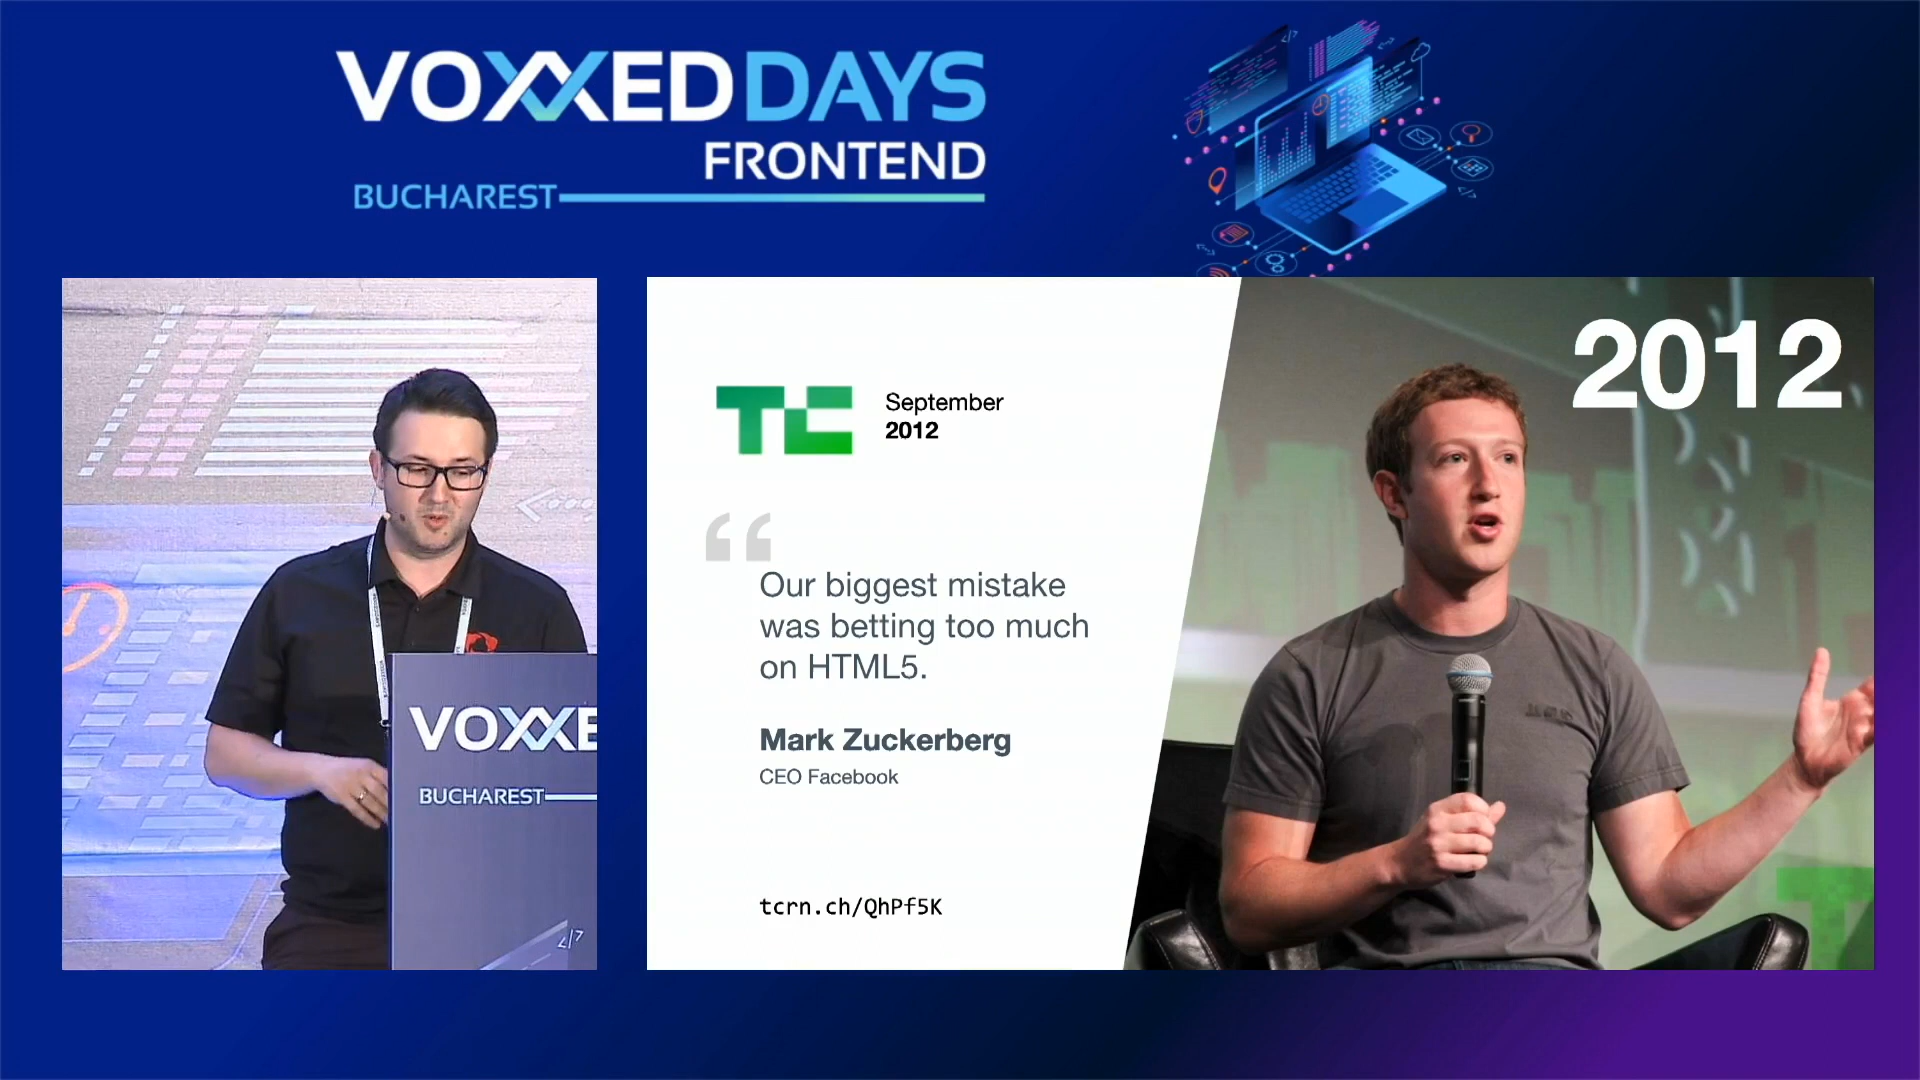 VOXXED DAYS
FRONTEND
BUCHAREST
2012
TC
September
2012
“
Our biggest mistake
was betting too much
on HTML5.
Mark Zuckerberg
CEO Facebook
tcrn.ch/QhPf5K
VOXXE
BUCHAREST